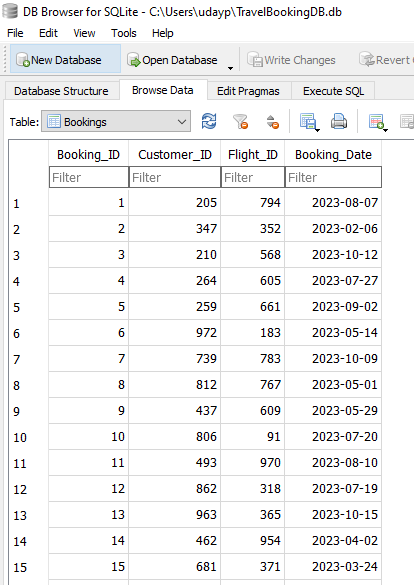 DB Browser for SQLite - C:\Users\udayp\TravelBookingDB.db
File Edit View Tools Help
New Database Open Database Write Changes Revert
Database Structure Browse Data Edit Pragmas Execute SQL
Table: Bookings
Booking_ID Customer_ID Flight_ID Booking_Date
Filter Filter Filter Filter
1 1 205 794 2023-08-07
2 2 347 352 2023-02-06
3 3 210 568 2023-10-12
4 4 264 605 2023-07-27
5 5 259 661 2023-09-02
6 6 972 183 2023-05-14
7 7 739 783 2023-10-09
8 8 812 767 2023-05-01
9 9 437 609 2023-05-29
10 10 806 91 2023-07-20
11 11 493 970 2023-08-10
12 12 862 318 2023-07-19
13 13 963 365 2023-10-15
14 14 462 954 2023-04-02
15 15 681 371 2023-03-24